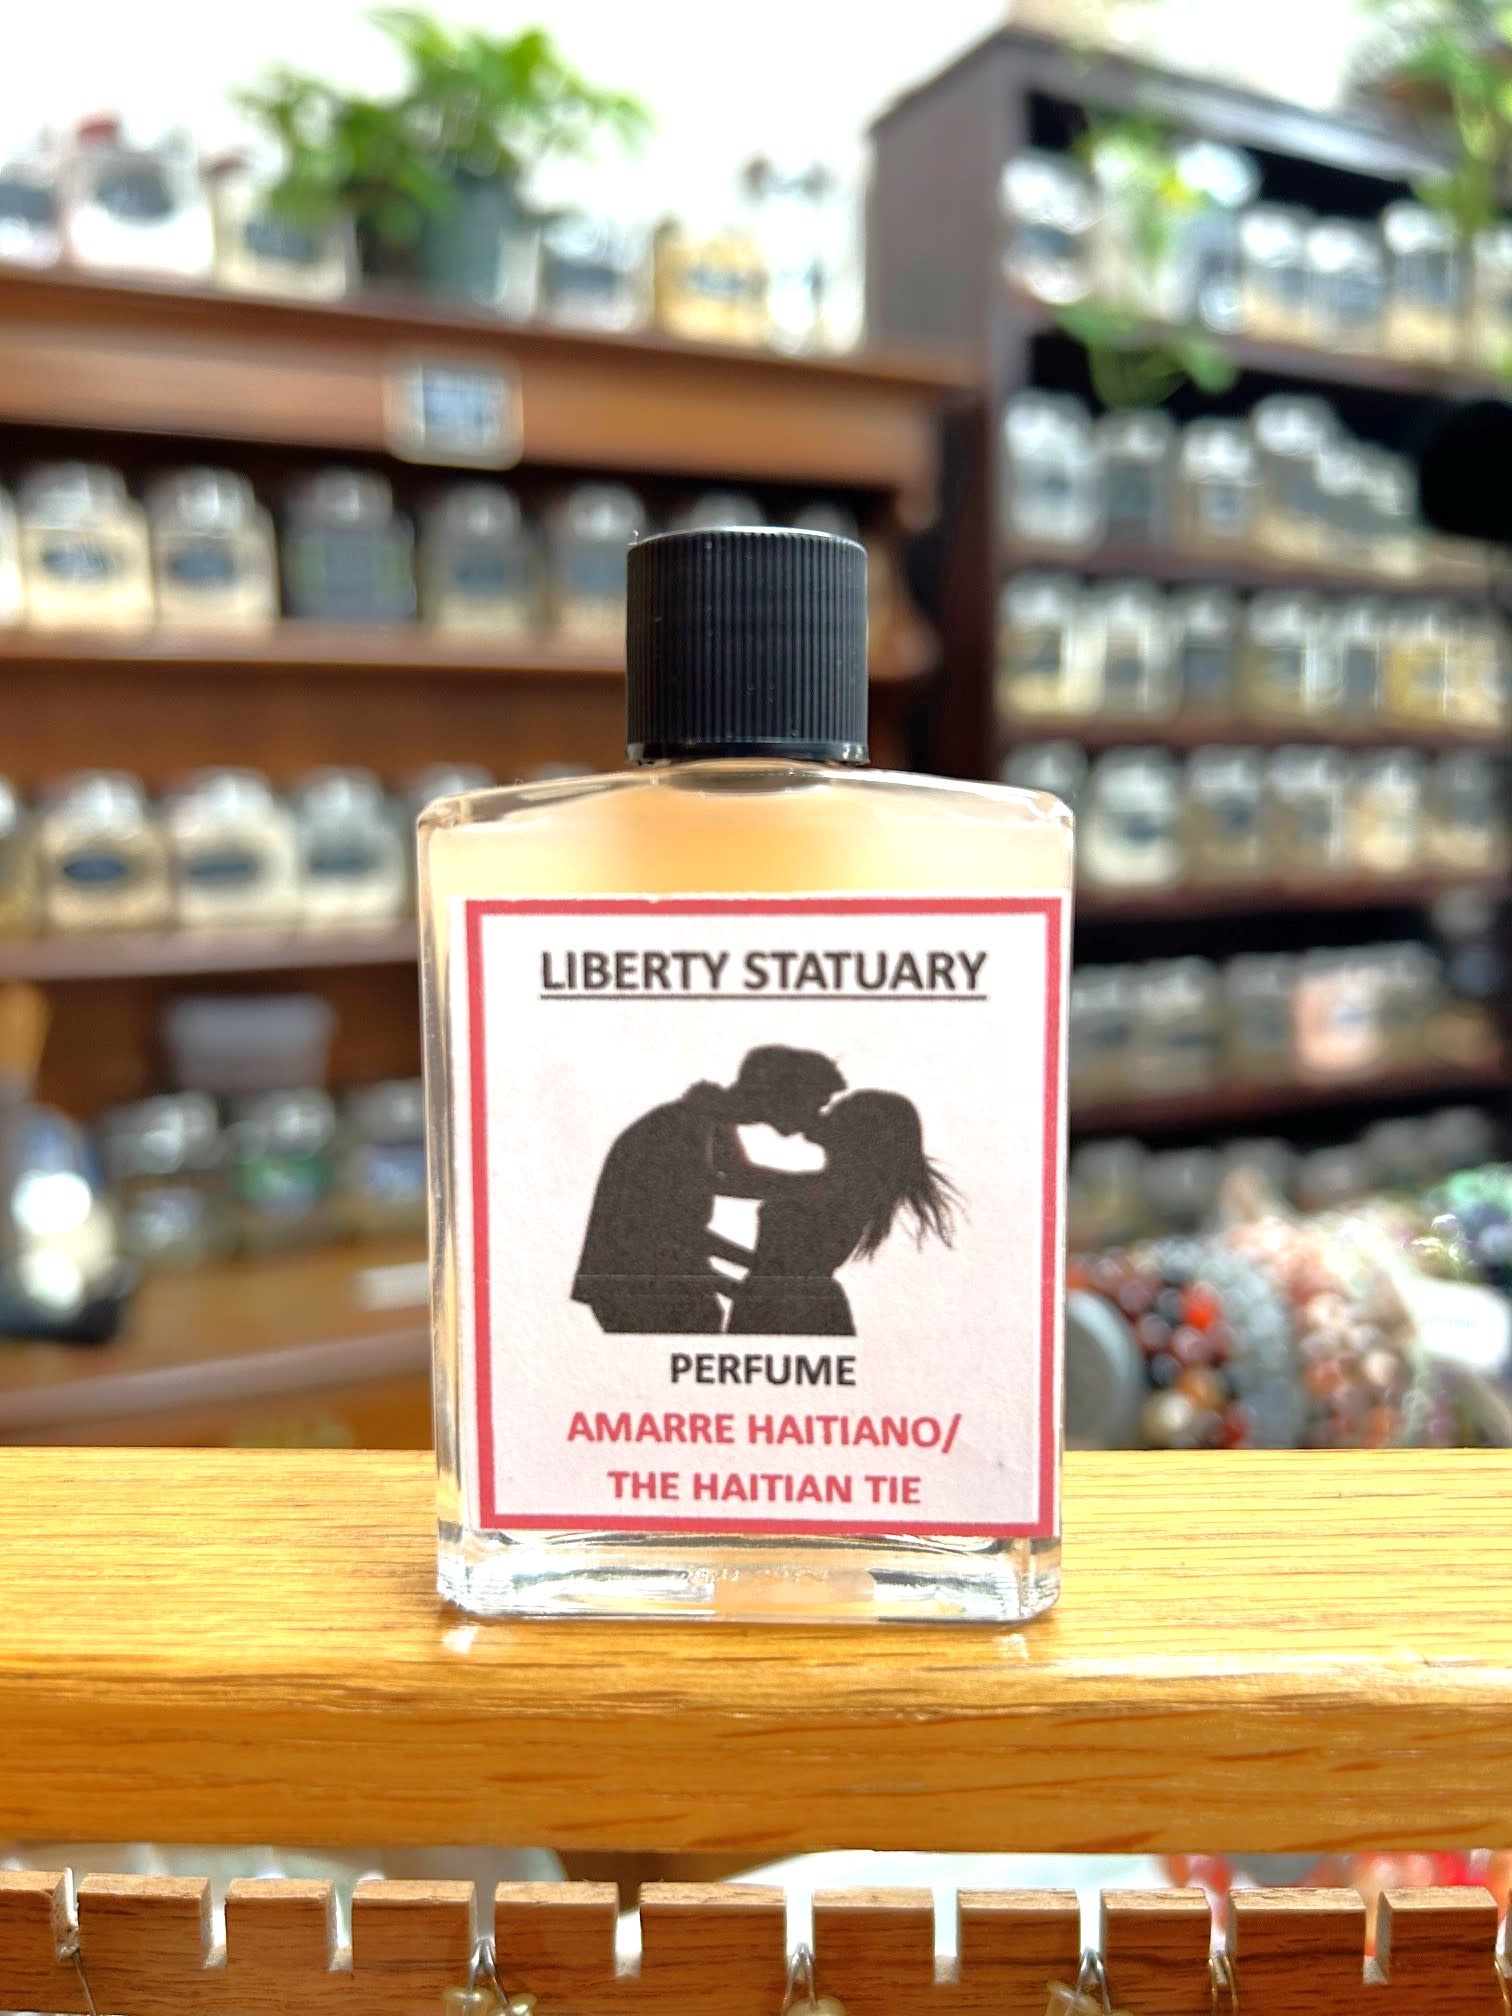 LIBERTY STATUARY
PERFUME
AMARRE HAITIANO/
THE HAITIAN TIE